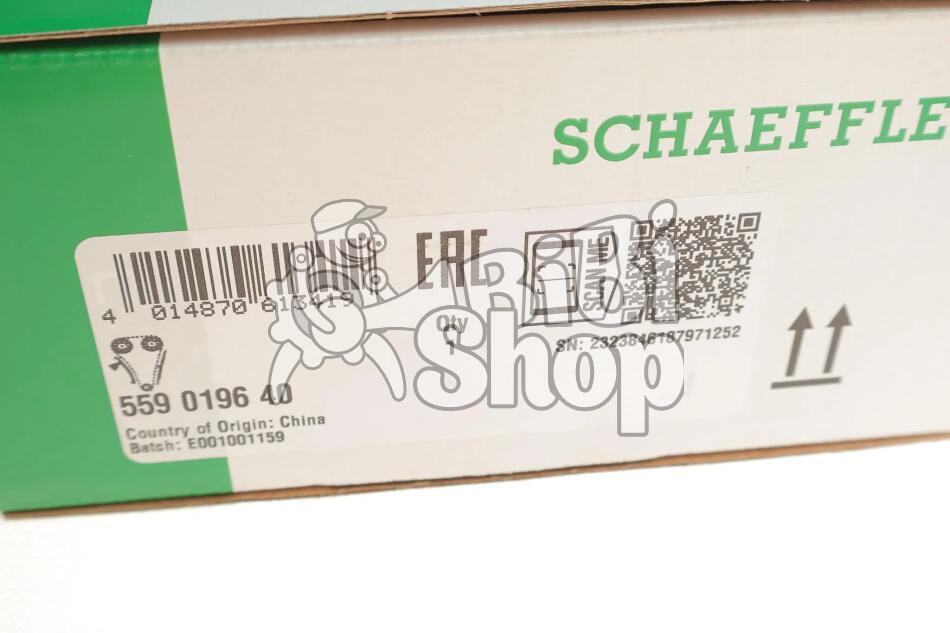 SCHAEFFLE
EAC
SCAN ME
4 014870 613419
Qty
1
SN: 2323846187971252
559 0196 40
Country of Origin: China
Batch: E001001159
RiBi
Shop